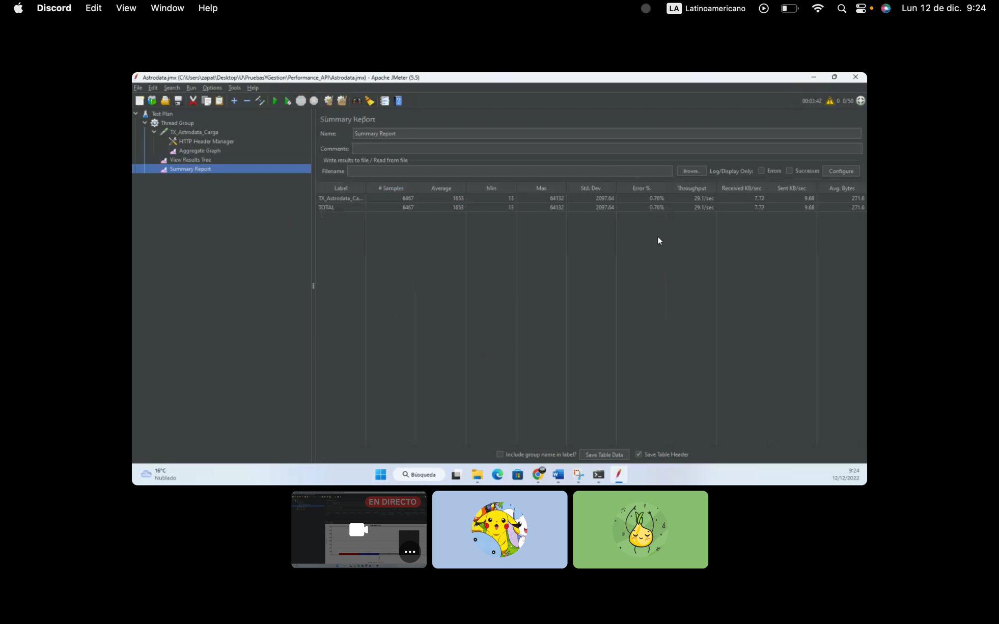 Discord Edit View Window Help LA Latinoamericano Lun 12 de dic. 9:24
Astrodata.jmx (C:\Users\zapat\Desktop\U\PruebasYGestion\Performance_API\Astrodata.jmx) - Apache JMeter (5.5)
File Edit Search Run Options Tools Help
00:03:42 0 0/50
Test Plan
Thread Group
TX_Astrodata_Carga
HTTP Header Manager
Aggregate Graph
View Results Tree
Summary Report
Summary Report
Name: Summary Report
Comments:
Write results to file / Read from file
Filename Browse... Log/Display Only: Errors Successes Configure
Label # Samples Average Min Max Std. Dev. Error % Throughput Received KB/sec Sent KB/sec Avg. Bytes
TX_Astrodata_Ca... 6467 1653 13 64132 2097.64 0.76% 29.1/sec 7.72 9.68 271.6
TOTAL 6467 1653 13 64132 2097.64 0.76% 29.1/sec 7.72 9.68 271.6
Include group name in label? Save Table Data Save Table Header
16°C
Nublado
Búsqueda
9:24
12/12/2022
EN DIRECTO